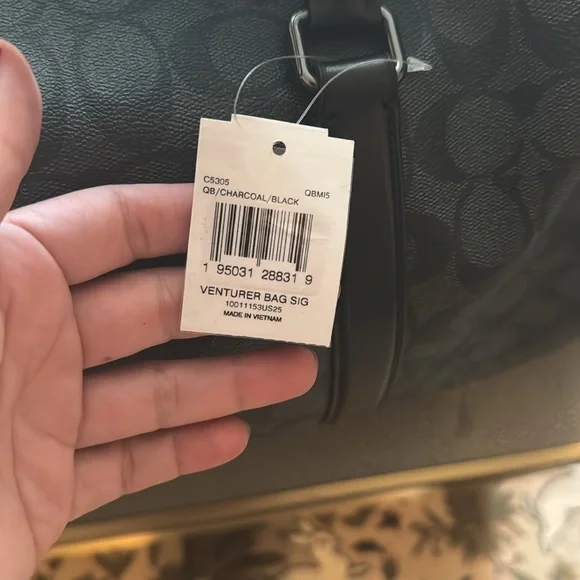 C5305 QBMI5
QB/CHARCOAL/BLACK
1 95031 28831 9
VENTURER BAG SIG
10011153US25
MADE IN VIETNAM